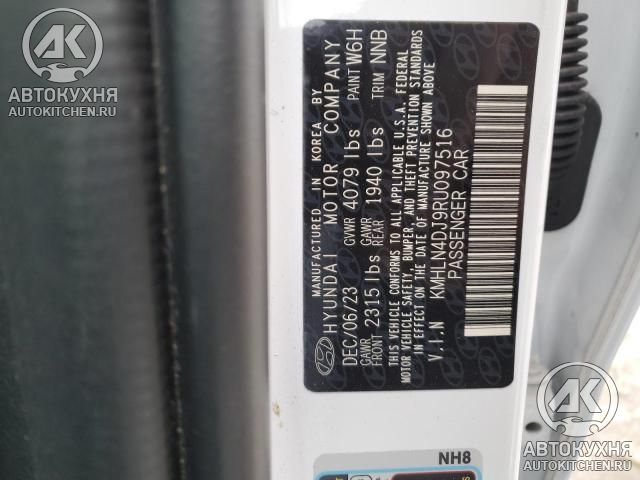 MANUFACTURED IN KOREA BY
HYUNDAI MOTOR COMPANY
DEC/06/23 GVWR 4079 lbs PAINT W6H
GAWR FRONT 2315 lbs GAWR REAR 1940 lbs TRIM NNB
THIS VEHICLE CONFORMS TO ALL APPLICABLE U.S.A. FEDERAL
MOTOR VEHICLE SAFETY, BUMPER, AND THEFT PREVENTION STANDARDS
IN EFFECT ON THE DATE OF MANUFACTURE SHOWN ABOVE
V.I.N KMHLN4DJ9RU097516
PASSENGER CAR
NH8
AK
АВТОКУХНЯ
AUTOKITCHEN.RU
AK
АВТОКУХНЯ
AUTOKITCHEN.RU